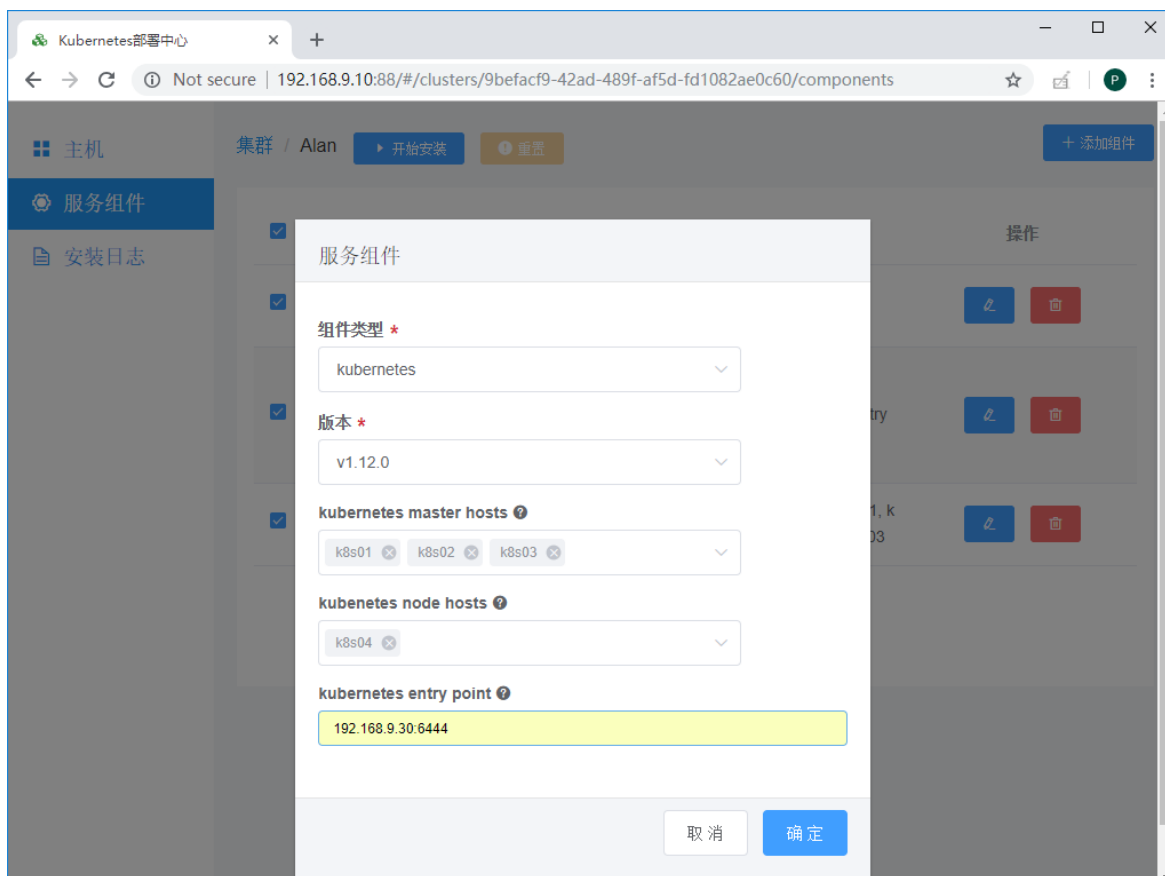 Kubernetes部署中心
Not secure | 192.168.9.10:88/#/clusters/9befacf9-42ad-489f-af5d-fd1082ae0c60/components
P
主机
集群 / Alan
开始安装
重置
+ 添加组件
服务组件
安装日志
操作
服务组件
组件类型 *
kubernetes
版本 *
try
v1.12.0
kubernetes master hosts
1, k
03
k8s01
k8s02
k8s03
kubenetes node hosts
k8s04
kubernetes entry point
192.168.9.30:6444
取消
确定